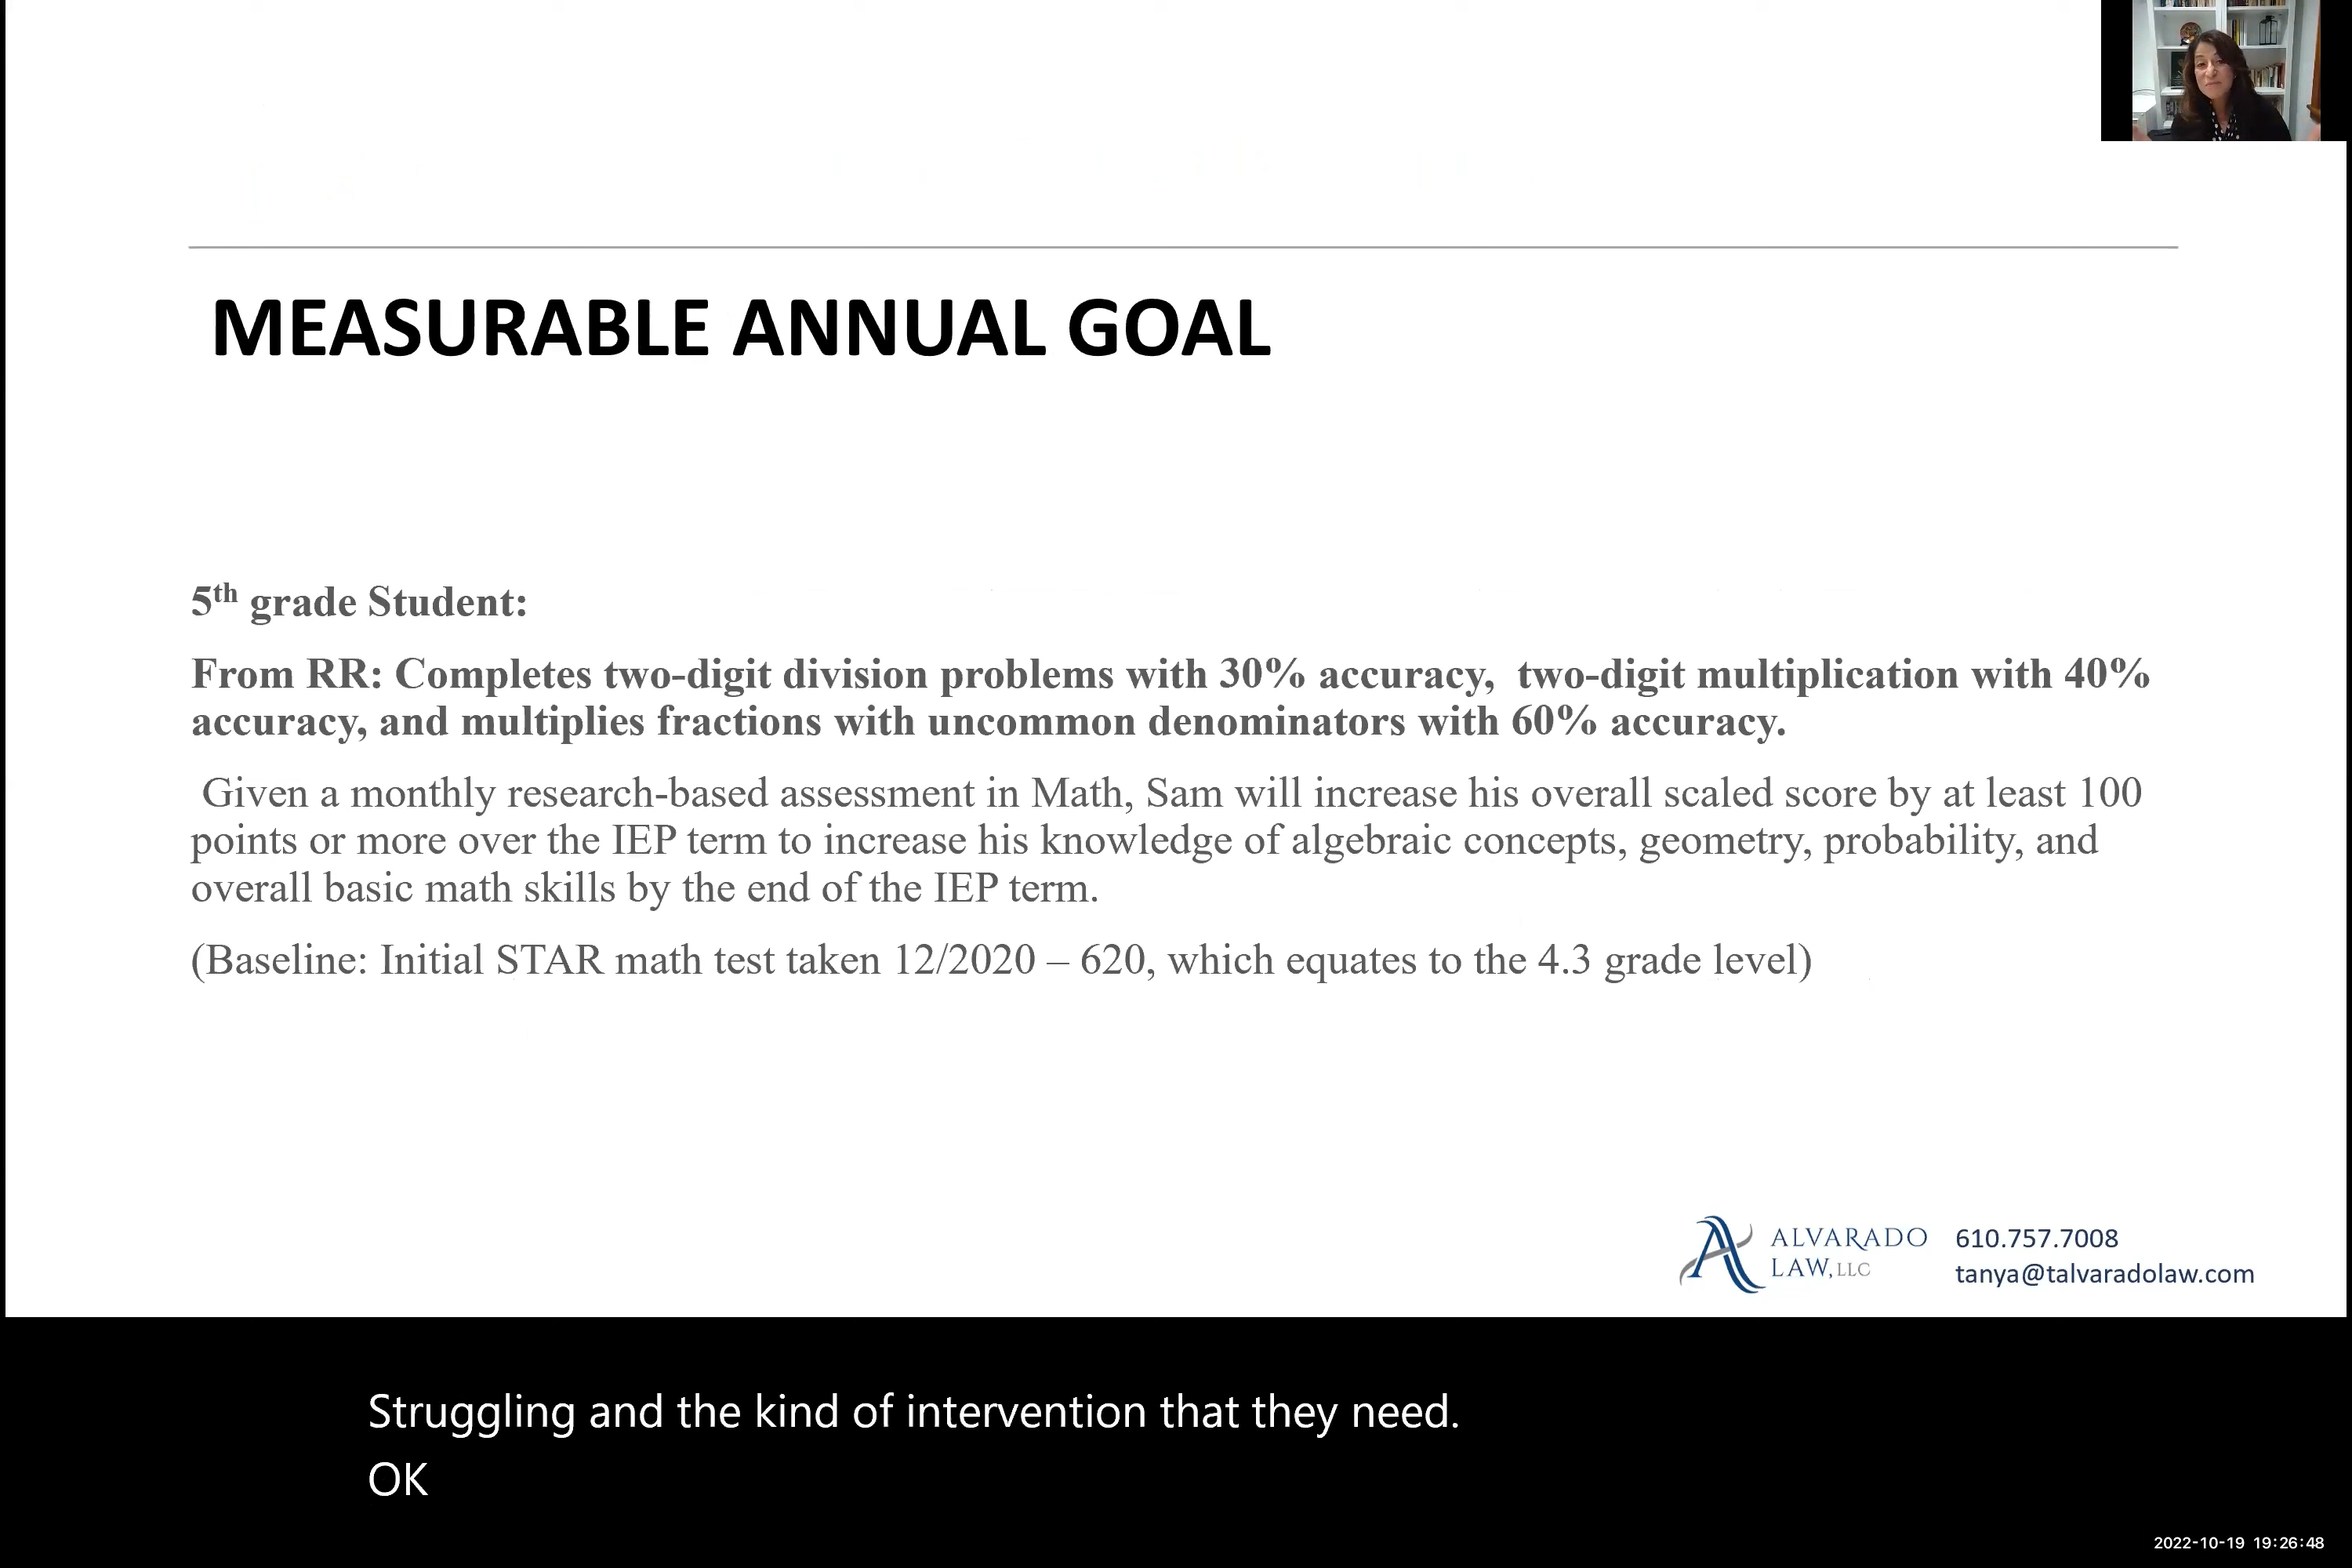 MEASURABLE ANNUAL GOAL
5th grade Student:
From RR: Completes two-digit division problems with 30% accuracy,  two-digit multiplication with 40%
accuracy, and multiplies fractions with uncommon denominators with 60% accuracy.
Given a monthly research-based assessment in Math, Sam will increase his overall scaled score by at least 100
points or more over the IEP term to increase his knowledge of algebraic concepts, geometry, probability, and
overall basic math skills by the end of the IEP term.
(Baseline: Initial STAR math test taken 12/2020 – 620, which equates to the 4.3 grade level)
ALVARADO
LAW, LLC
610.757.7008
tanya@talvaradolaw.com
Struggling and the kind of intervention that they need.
OK
2022-10-19 19:26:48